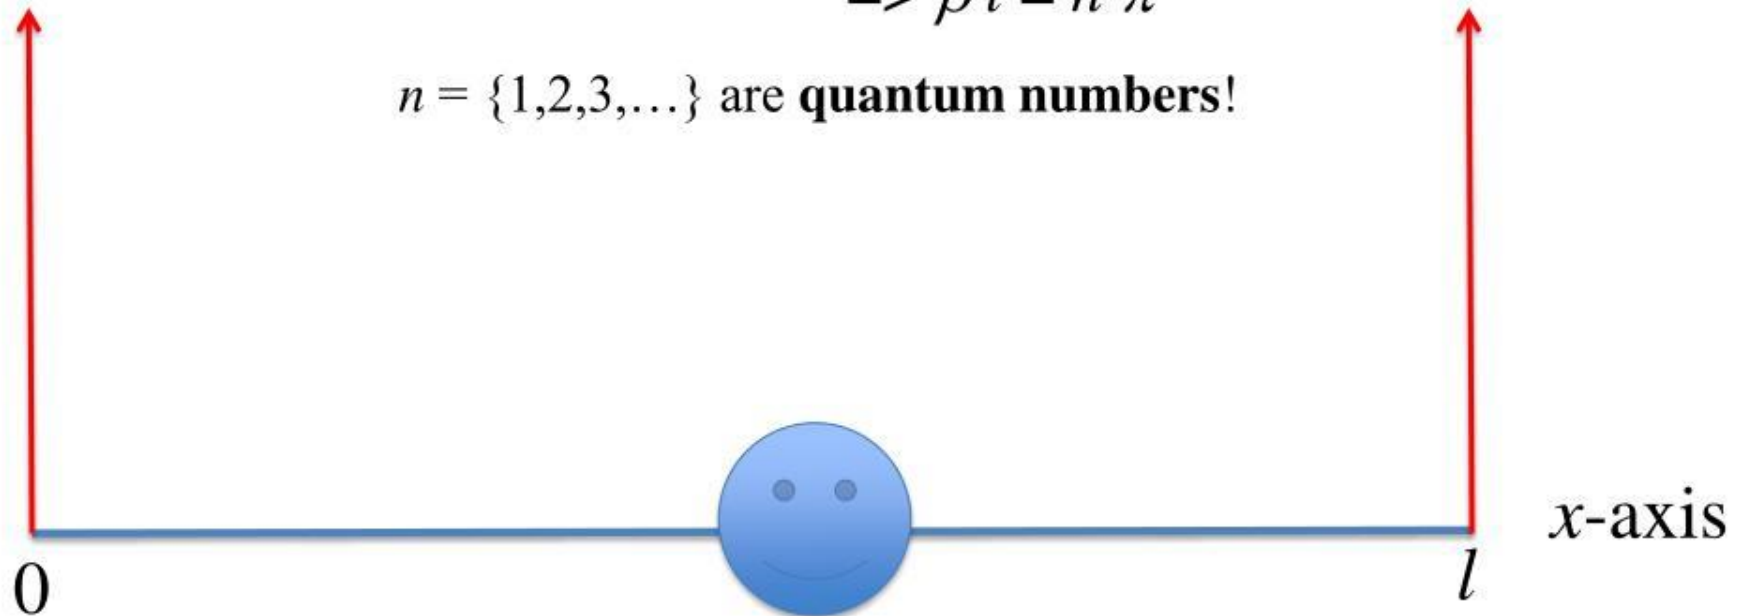 => β l = n π
n = {1,2,3,…} are quantum numbers!
x-axis
0
l